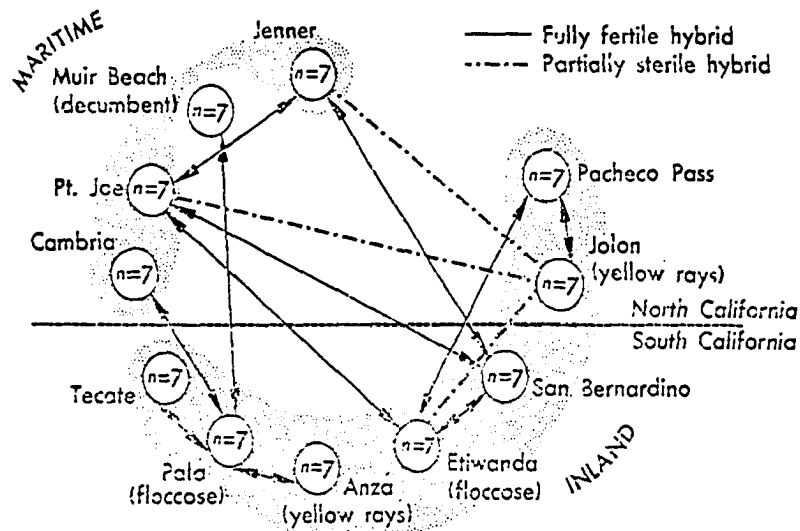 MARITIME
Jenner
Fully fertile hybrid
Partially sterile hybrid
Muir Beach
(decumbent)
n=7
n=7
Pt. Joe
n=7
n=7
Pacheco Pass
Cambria
n=7
Jolon
(yellow rays)
n=7
North California
South California
Tecate
n=7
n=7
San Bernardino
Pala
(floccose)
n=7
n=7
Anza
(yellow rays)
n=7
Etiwanda
(floccose)
INLAND